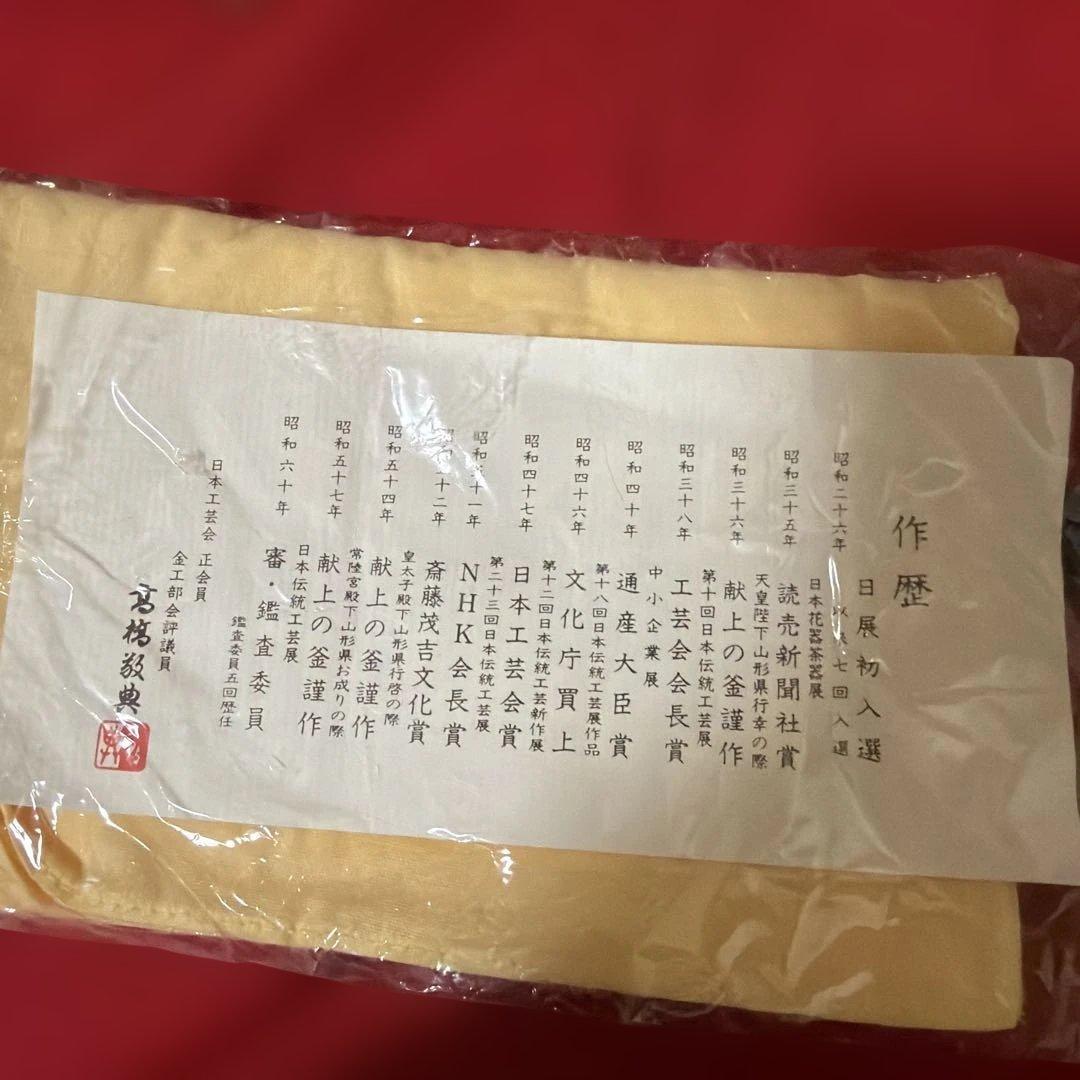 作歴
昭和二十六年 日展初入選
以来七回入選
日本花器茶器展
昭和三十五年 読売新聞社賞
天皇陛下山形県行幸の際
昭和三十六年 献上の釜謹作
第十回日本伝統工芸展
昭和三十八年 工芸会会長賞
中小企業展
昭和四十年 通産大臣賞
第十八回日本伝統工芸展作品
昭和四十六年 文化庁買上
第十二回日本伝統工芸新作展
昭和四十七年 日本工芸会賞
第二十三回日本伝統工芸展
昭和 十一年 NHK会長賞
十二年 斎藤茂吉文化賞
皇太子殿下山形県行啓の際
昭和五十四年 献上の釜謹作
常陸宮殿下山形県お成りの際
昭和五十七年 献上の釜謹作
日本伝統工芸展
昭和六十年 審・鑑査委員
鑑査委員五回歴任
日本工芸会 正会員
金工部会評議員
高橋敬典